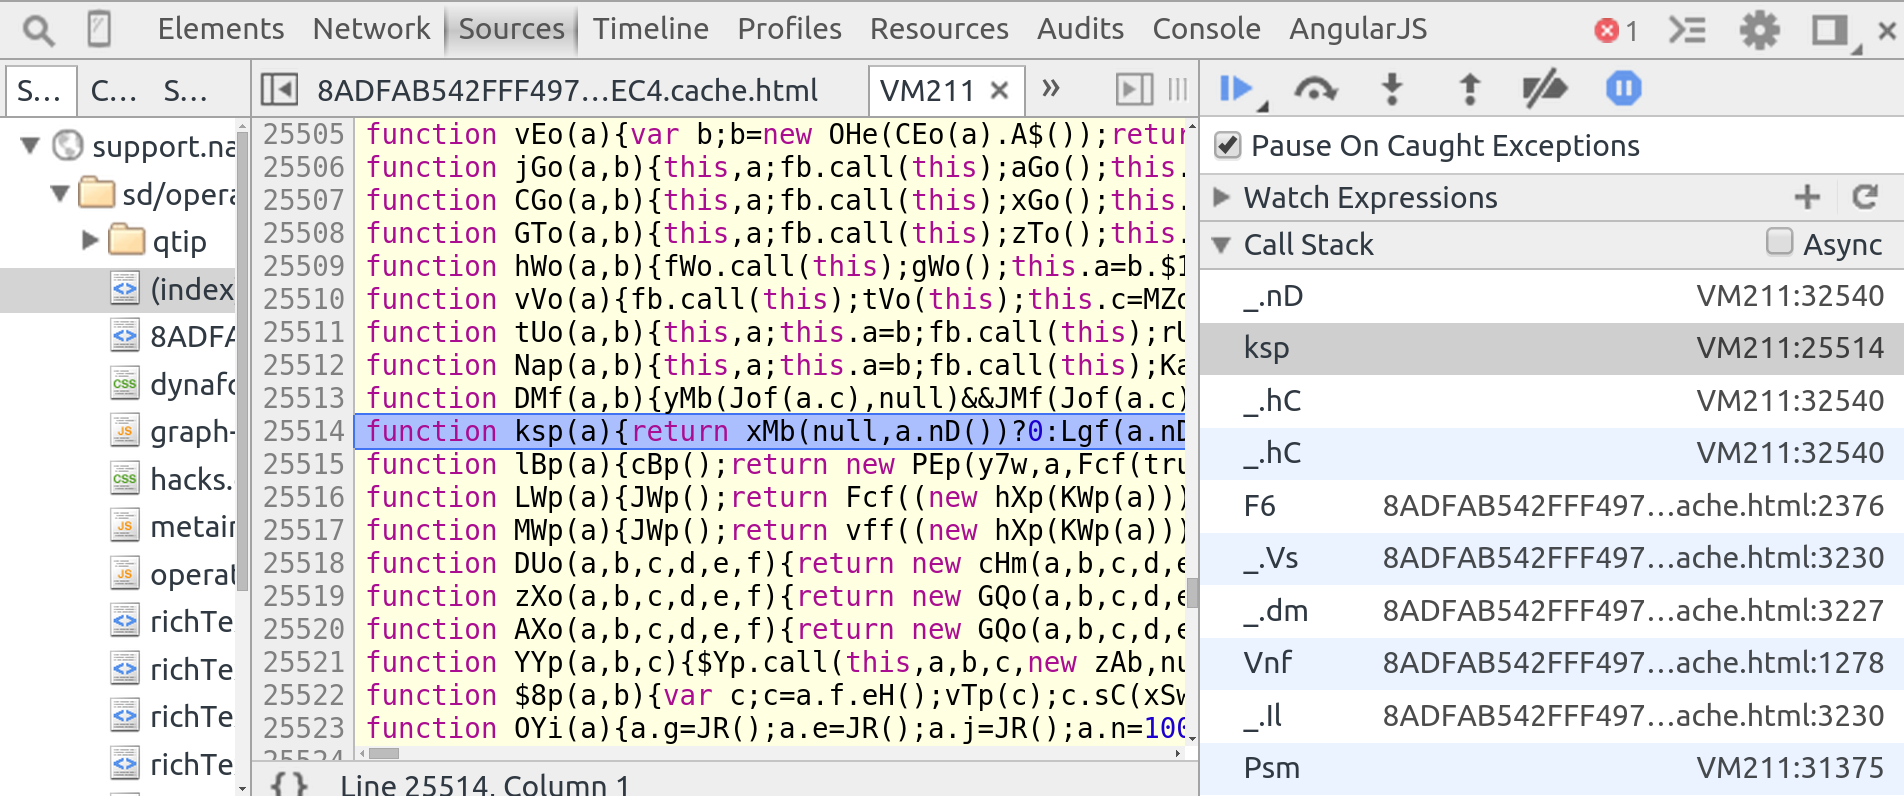 Elements Network Sources Timeline Profiles Resources Audits Console AngularJS 1
S... C... S...
8ADFAB542FFF497...EC4.cache.html VM211 × »
support.na
sd/opera
qtip
(index
8ADFA
dynafo
graph-
hacks.
metair
operat
richTe
richTe
richTe
richTe
25505 function vEo(a){var b;b=new OHe(CEo(a).A$());retur
25506 function jGo(a,b){this,a;fb.call(this);aGo();this.
25507 function CGo(a,b){this,a;fb.call(this);xGo();this.
25508 function GTo(a,b){this,a;fb.call(this);zTo();this.
25509 function hWo(a,b){fWo.call(this);gWo();this.a=b.$1
25510 function vVo(a){fb.call(this);tVo(this);this.c=MZo
25511 function tUo(a,b){this,a;this.a=b;fb.call(this);rU
25512 function Nap(a,b){this,a;this.a=b;fb.call(this);Ka
25513 function DMf(a,b){yMb(Jof(a.c),null)&&JMf(Jof(a.c)
25514 function ksp(a){return xMb(null,a.nD())?0:Lgf(a.nD
25515 function lBp(a){cBp();return new PEp(y7w,a,Fcf(tru
25516 function LWp(a){JWp();return Fcf((new hXp(KWp(a)))
25517 function MWp(a){JWp();return vff((new hXp(KWp(a)))
25518 function DUo(a,b,c,d,e,f){return new cHm(a,b,c,d,e
25519 function zXo(a,b,c,d,e,f){return new GQo(a,b,c,d,e
25520 function AXo(a,b,c,d,e,f){return new GQo(a,b,c,d,e
25521 function YYp(a,b,c){$Yp.call(this,a,b,c,new zAb,nu
25522 function $8p(a,b){var c;c=a.f.eH();vTp(c);c.sC(xSw
25523 function OYi(a){a.g=JR();a.e=JR();a.j=JR();a.n=100
25524
{ } Line 25514, Column 1
Pause On Caught Exceptions
Watch Expressions
Call Stack Async
_.nD VM211:32540
ksp VM211:25514
_.hC VM211:32540
_.hC VM211:32540
F6 8ADFAB542FFF497...ache.html:2376
_.Vs 8ADFAB542FFF497...ache.html:3230
_.dm 8ADFAB542FFF497...ache.html:3227
Vnf 8ADFAB542FFF497...ache.html:1278
_.Il 8ADFAB542FFF497...ache.html:3230
Psm VM211:31375